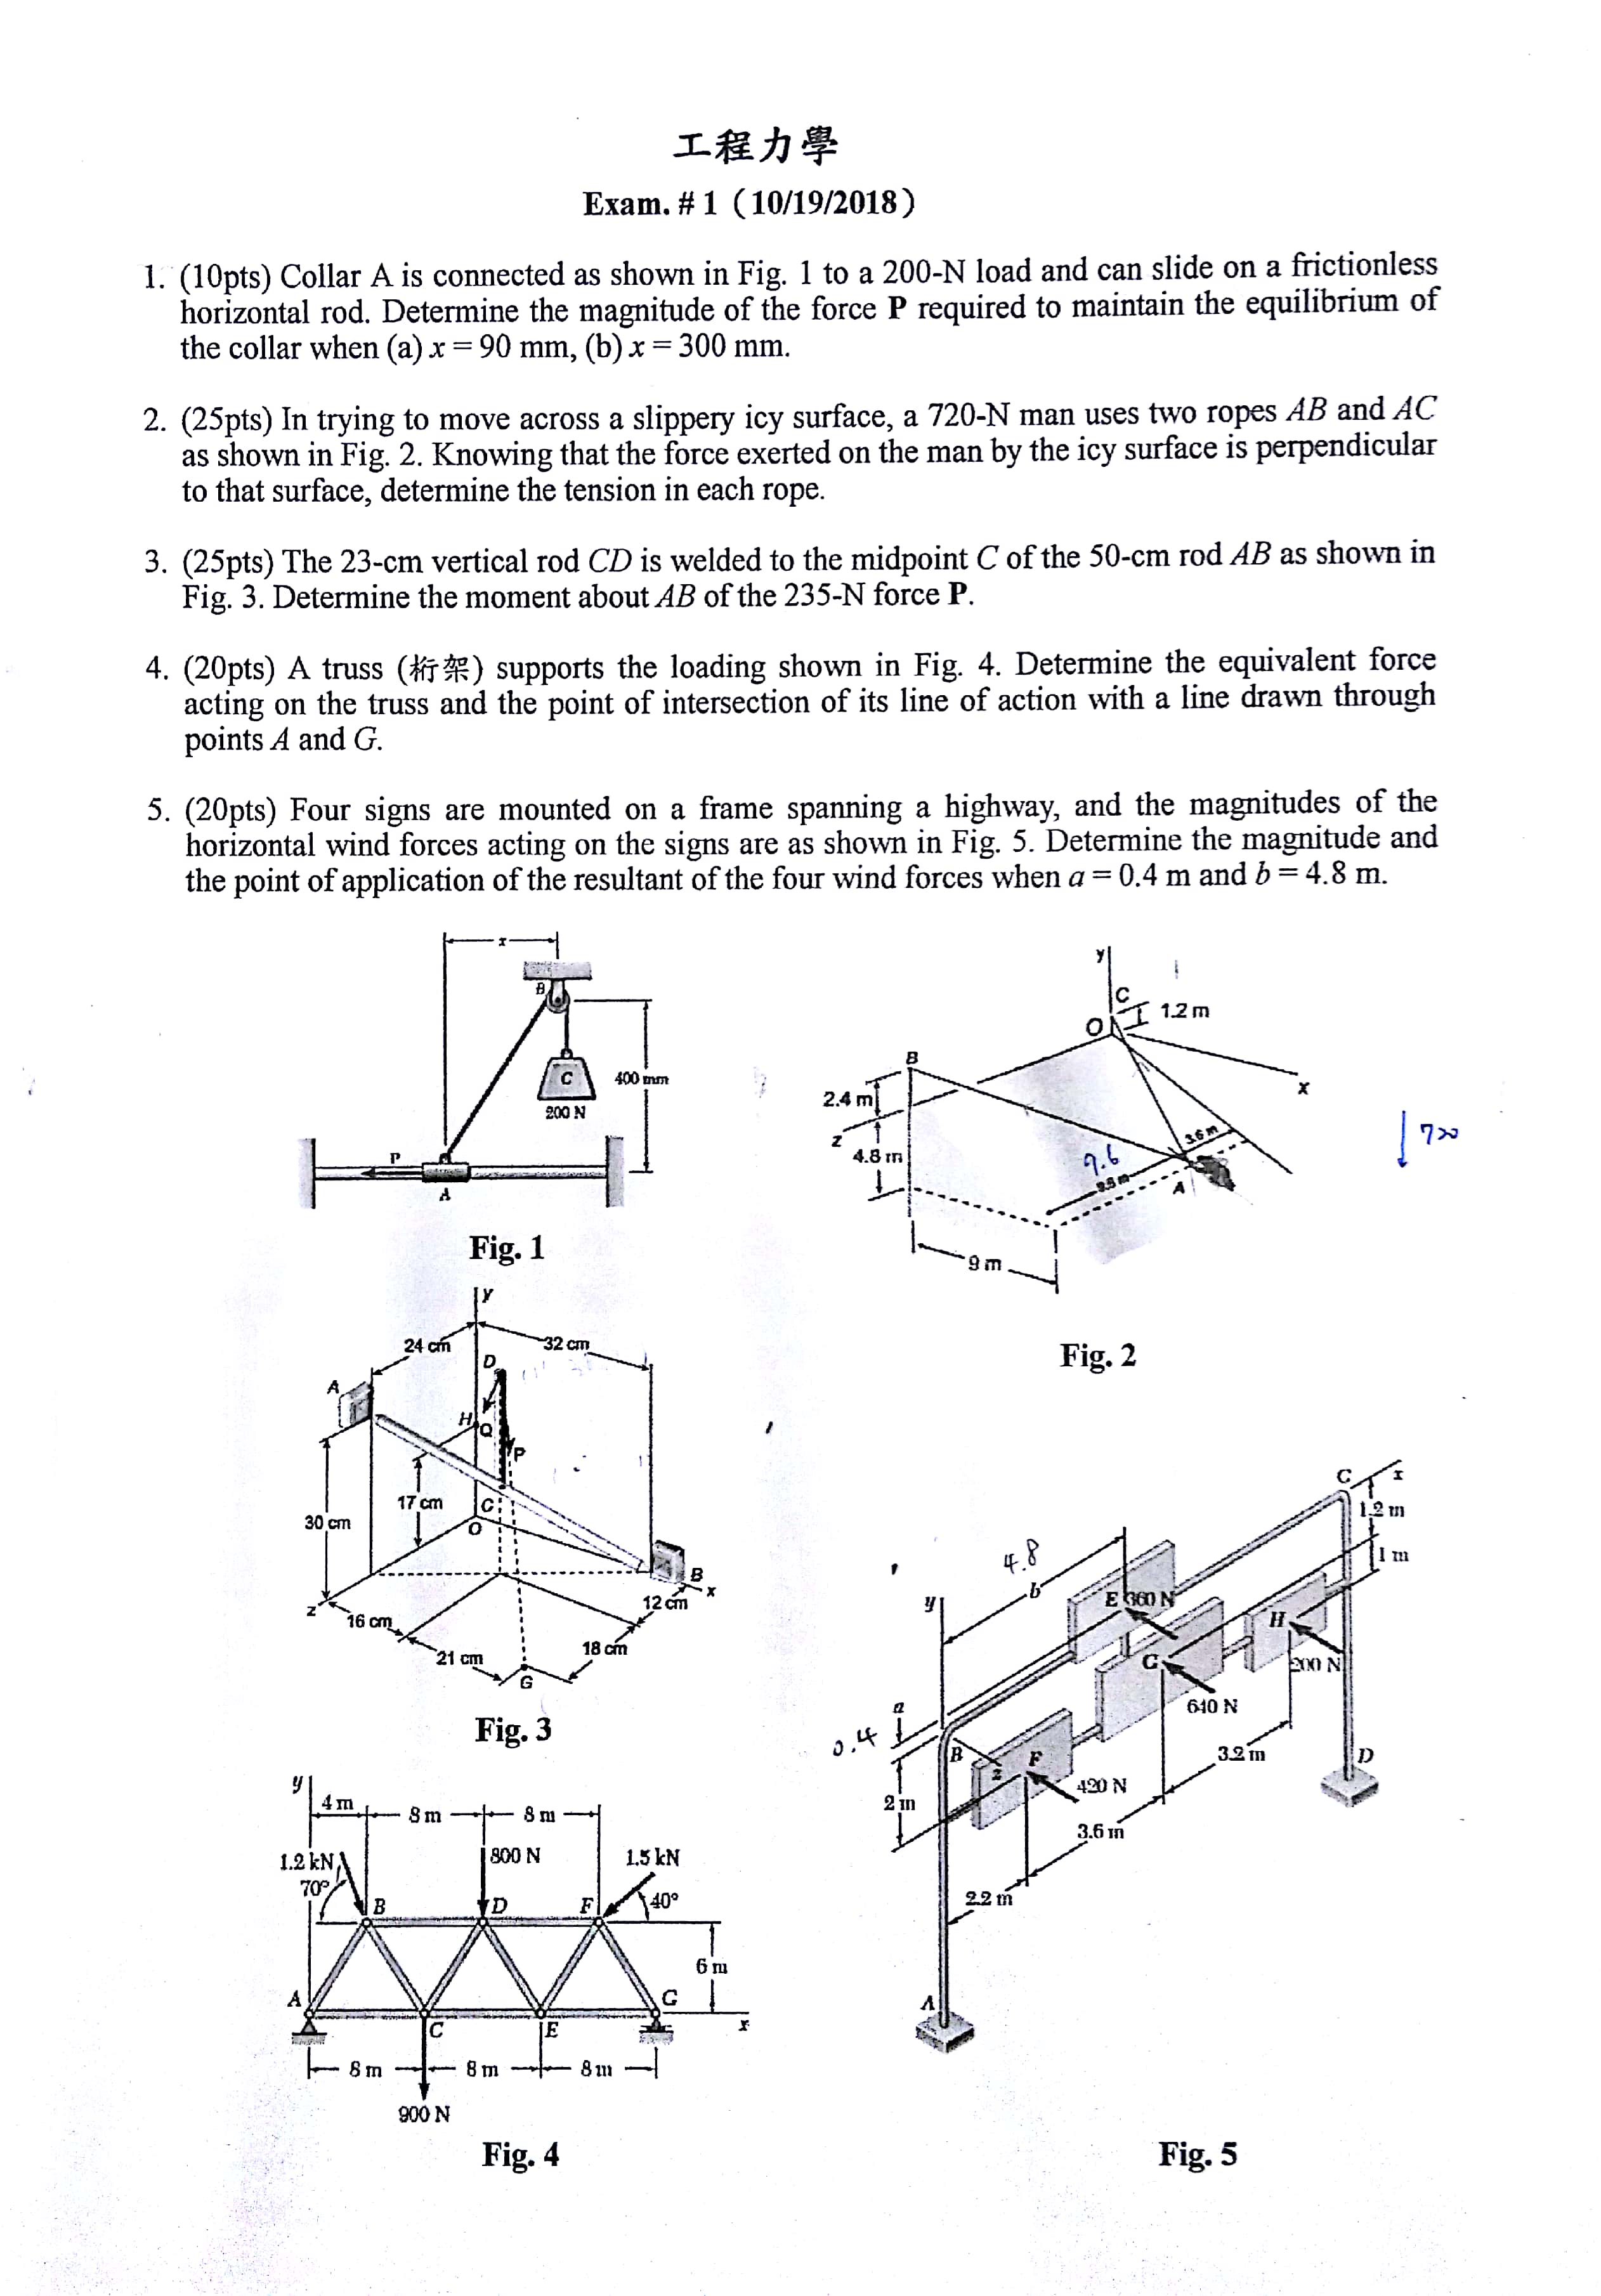 工程力學
Exam. # 1 (10/19/2018)
1. (10pts) Collar A is connected as shown in Fig. 1 to a 200-N load and can slide on a frictionless
horizontal rod. Determine the magnitude of the force P required to maintain the equilibrium of
the collar when (a) x = 90 mm, (b) x = 300 mm.
2. (25pts) In trying to move across a slippery icy surface, a 720-N man uses two ropes AB and AC
as shown in Fig. 2. Knowing that the force exerted on the man by the icy surface is perpendicular
to that surface, determine the tension in each rope.
3. (25pts) The 23-cm vertical rod CD is welded to the midpoint C of the 50-cm rod AB as shown in
Fig. 3. Determine the moment about AB of the 235-N force P.
4. (20pts) A truss (桁架) supports the loading shown in Fig. 4. Determine the equivalent force
acting on the truss and the point of intersection of its line of action with a line drawn through
points A and G.
5. (20pts) Four signs are mounted on a frame spanning a highway, and the magnitudes of the
horizontal wind forces acting on the signs are as shown in Fig. 5. Determine the magnitude and
the point of application of the resultant of the four wind forces when a = 0.4 m and b = 4.8 m.
x
B
C
200 N
400 mm
P
A
Fig. 1
y
C
O
1.2 m
B
2.4 m
z
4.8 m
x
3.6 m
9.6
A
9 m
720
Fig. 2
y
24 cm
32 cm
D
A
H
Q
P
17 cm
C
O
30 cm
B
x
z
16 cm
12 cm
21 cm
18 cm
G
Fig. 3
y
4 m
8 m
8 m
1.2 kN
800 N
1.5 kN
70°
40°
B
D
F
6 m
A
G
C
E
x
8 m
8 m
8 m
900 N
Fig. 4
C
x
1.2 m
1 m
4.8
b
y
E
360 N
H
G
200 N
640 N
a
0.4
B
z
F
3.2 m
D
2 m
420 N
3.6 m
2.2 m
A
Fig. 5